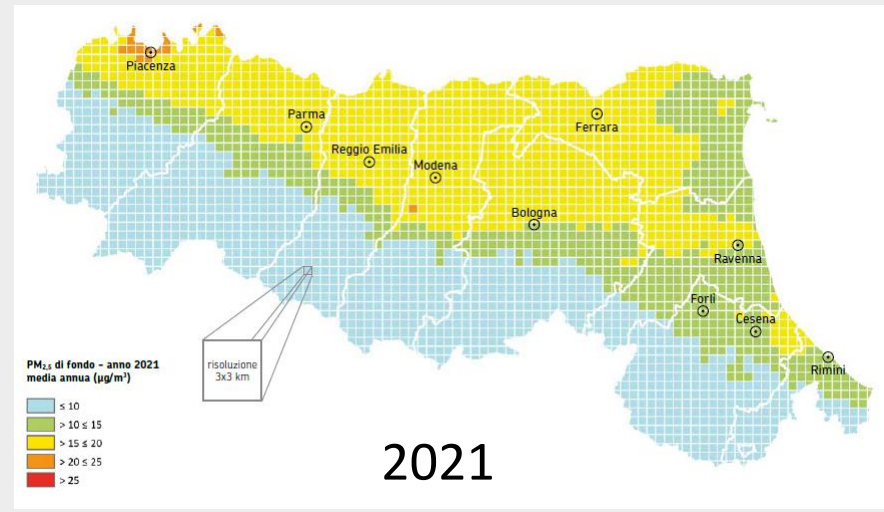 Piacenza
Parma
Ferrara
Reggio Emilia
Modena
Bologna
Ravenna
Forlì
Cesena
Rimini
risoluzione
3x3 km
PM2,5 di fondo - anno 2021
media annua (µg/m³)
≤ 10
> 10 ≤ 15
> 15 ≤ 20
> 20 ≤ 25
> 25
2021